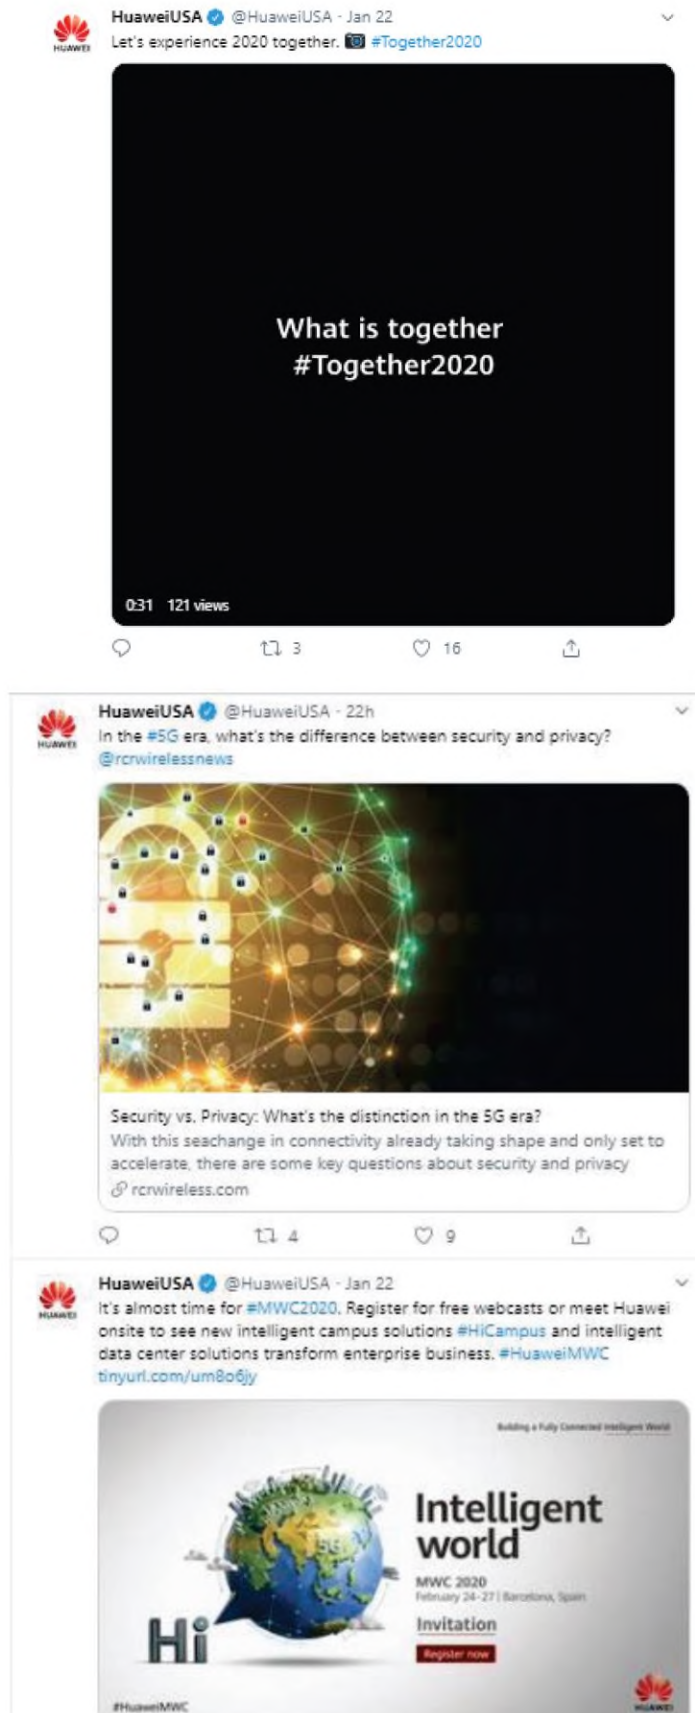 HuaweiUSA @HuaweiUSA · Jan 22
Let's experience 2020 together. #Together2020
HUAWEI
What is together
#Together2020
0:31 121 views
3 16
HuaweiUSA @HuaweiUSA · 22h
In the #5G era, what's the difference between security and privacy?
@rcrwirelessnews
HUAWEI
Security vs. Privacy: What's the distinction in the 5G era?
With this seachange in connectivity already taking shape and only set to
accelerate, there are some key questions about security and privacy
rcrwireless.com
4 9
HuaweiUSA @HuaweiUSA · Jan 22
It's almost time for #MWC2020. Register for free webcasts or meet Huawei
HUAWEI
onsite to see new intelligent campus solutions #HiCampus and intelligent
data center solutions transform enterprise business. #HuaweiMWC
tinyurl.com/um8o6jy
Building a Fully Connected Intelligent World
Intelligent
world
5G
MWC 2020
February 24-27 | Barcelona, Spain
Hi
Invitation
Register now
#HuaweiMWC
HUAWEI